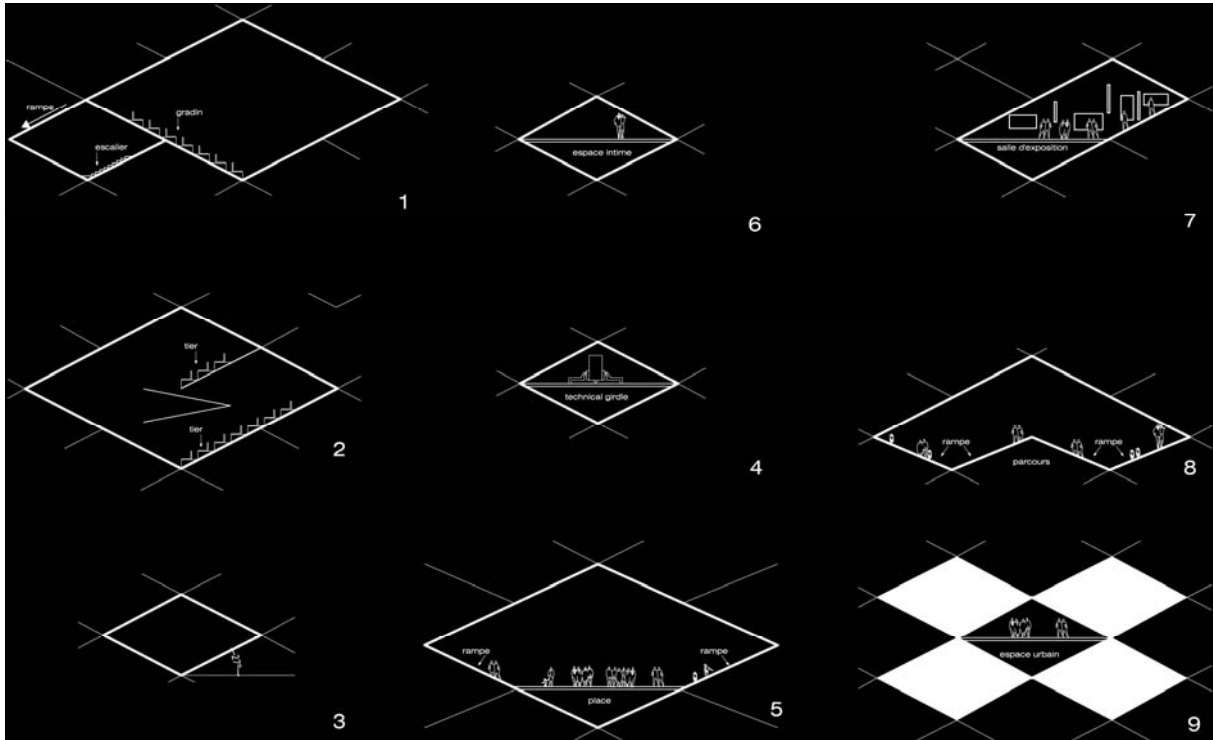 rampe
gradin
escalier
1
espace intime
6
salle d'exposition
7
tier
tier
2
technical girdle
4
rampe
rampe
parcours
8
27°
3
rampe
rampe
place
5
espace urbain
9